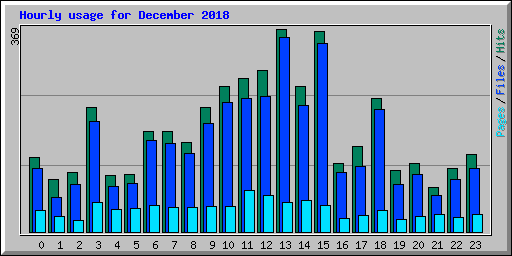 Hourly usage for December 2018
369
Pages/Files/Hits
0 1 2 3 4 5 6 7 8 9 10 11 12 13 14 15 16 17 18 19 20 21 22 23